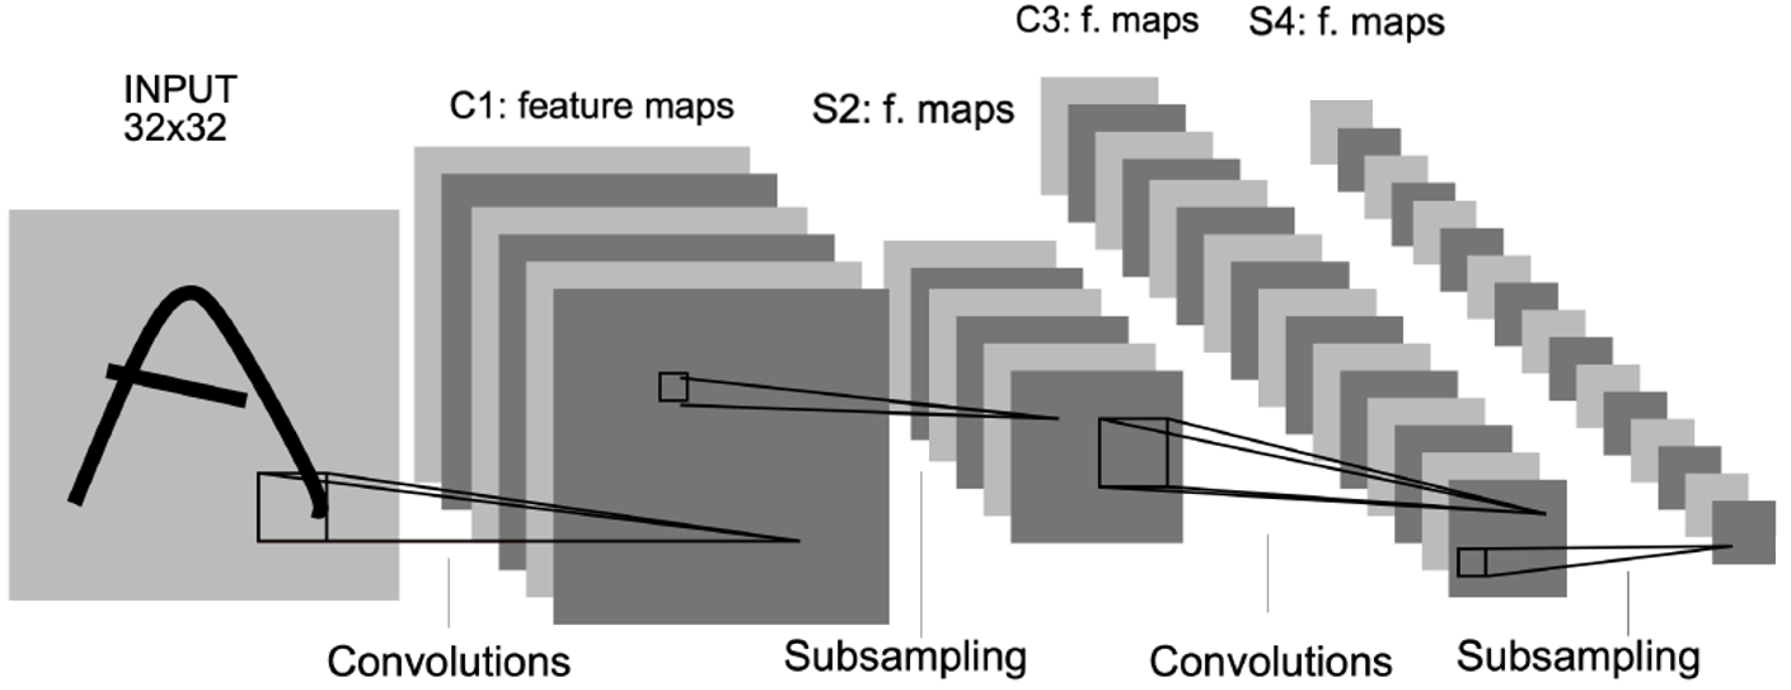 INPUT
32x32
C1: feature maps
S2: f. maps
C3: f. maps
S4: f. maps
Convolutions
Subsampling
Convolutions
Subsampling